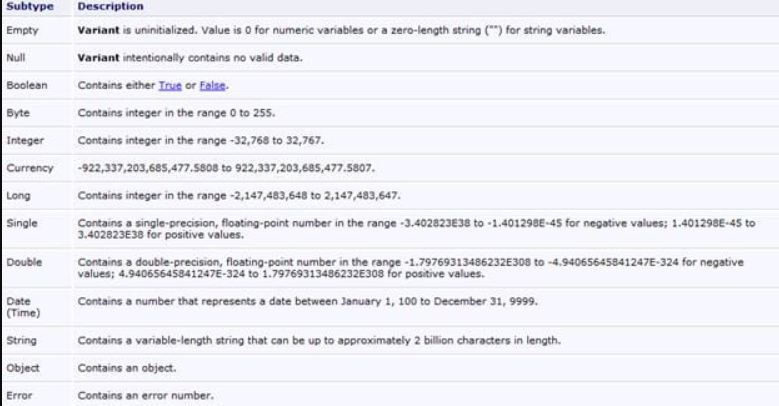 Subtype Description
Empty Variant is uninitialized. Value is 0 for numeric variables or a zero-length string ("") for string variables.
Null Variant intentionally contains no valid data.
Boolean Contains either True or False.
Byte Contains integer in the range 0 to 255.
Integer Contains integer in the range -32,768 to 32,767.
Currency -922,337,203,685,477.5808 to 922,337,203,685,477.5807.
Long Contains integer in the range -2,147,483,648 to 2,147,483,647.
Single Contains a single-precision, floating-point number in the range -3.402823E38 to -1.401298E-45 for negative values; 1.401298E-45 to
3.402823E38 for positive values.
Double Contains a double-precision, floating-point number in the range -1.79769313486232E308 to -4.94065645841247E-324 for negative
values; 4.94065645841247E-324 to 1.79769313486232E308 for positive values.
Date Contains a number that represents a date between January 1, 100 to December 31, 9999.
(Time)
String Contains a variable-length string that can be up to approximately 2 billion characters in length.
Object Contains an object.
Error Contains an error number.